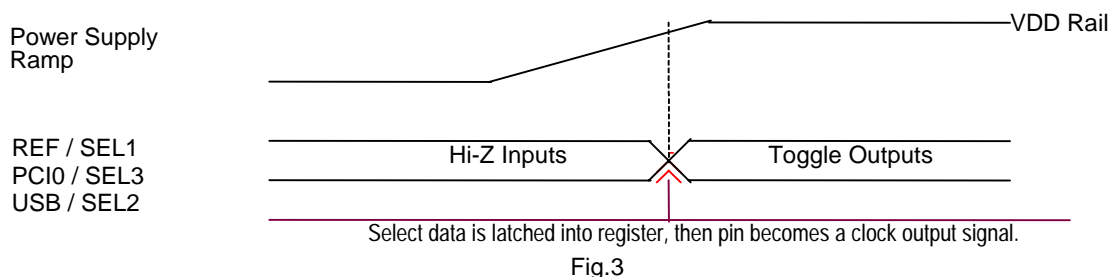 Power Supply
Ramp
VDD Rail
REF / SEL1
PCI0 / SEL3
USB / SEL2
Hi-Z Inputs
Toggle Outputs
Select data is latched into register, then pin becomes a clock output signal.
Fig.3